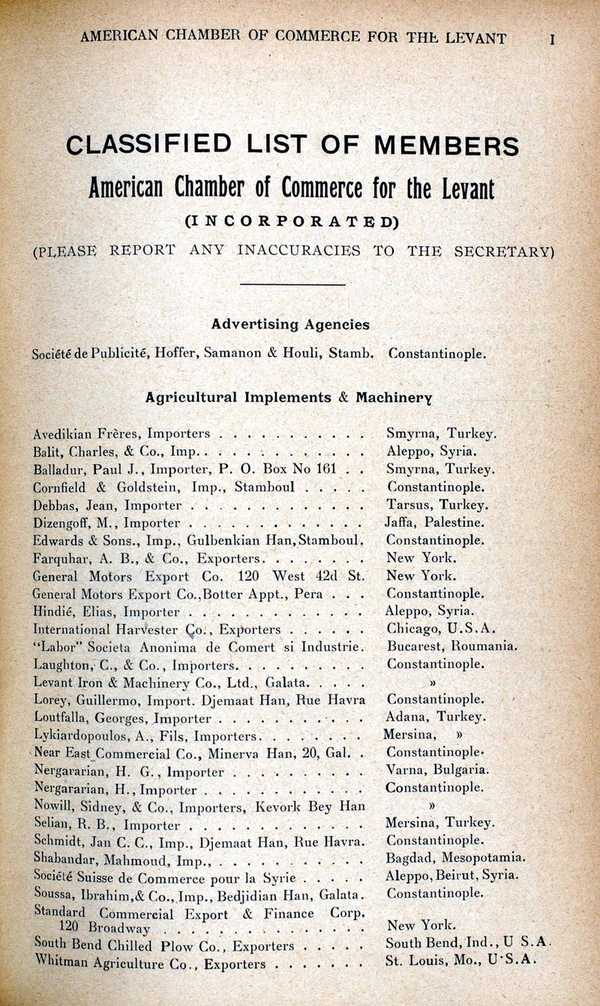 AMERICAN CHAMBER OF COMMERCE FOR THE LEVANT 1
CLASSIFIED LIST OF MEMBERS
American Chamber of Commerce for the Levant
(INCORPORATED)
(PLEASE REPORT ANY INACCURACIES TO THE SECRETARY)
Advertising Agencies
Société de Publicité, Hoffer, Samanon & Houli, Stamb. Constantinople.
Agricultural Implements & Machinery
Avedikian Frères, Importers . . . . . . . . . . . Smyrna, Turkey.
Balit, Charles, & Co., Imp. . . . . . . . . . . . . Aleppo, Syria.
Balladur, Paul J., Importer, P. O. Box No 161 . . Smyrna, Turkey.
Cornfield & Goldstein, Imp., Stamboul . . . . . Constantinople.
Debbas, Jean, Importer . . . . . . . . . . . . . Tarsus, Turkey.
Dizengoff, M., Importer . . . . . . . . . . . . . Jaffa, Palestine.
Edwards & Sons., Imp., Gulbenkian Han, Stamboul. Constantinople.
Farquhar, A. B., & Co., Exporters. . . . . . . . New York.
General Motors Export Co. 120 West 42d St. New York.
General Motors Export Co., Botter Appt., Pera . . . Constantinople.
Hindié, Elias, Importer . . . . . . . . . . . . . Aleppo, Syria.
International Harvester Co., Exporters . . . . . . Chicago, U.S.A.
"Labor" Societa Anonima de Comert si Industrie. Bucarest, Roumania.
Laughton, C., & Co., Importers. . . . . . . . . . Constantinople.
Levant Iron & Machinery Co., Ltd., Galata. . . . . »
Lorey, Guillermo, Import. Djemaat Han, Rue Havra Constantinople.
Loutfalla, Georges, Importer . . . . . . . . . . . Adana, Turkey.
Lykiardopoulos, A., Fils, Importers. . . . . . . . Mersina, »
Near East Commercial Co., Minerva Han, 20, Gal. . Constantinople.
Nergararian, H. G., Importer . . . . . . . . . . Varna, Bulgaria.
Nergararian, H., Importer . . . . . . . . . . . . Constantinople.
Nowill, Sidney, & Co., Importers, Kevork Bey Han »
Selian, R. B., Importer . . . . . . . . . . . . . Mersina, Turkey.
Schmidt, Jan C. C., Imp., Djemaat Han, Rue Havra. Constantinople.
Shabandar, Mahmoud, Imp., . . . . . . . . . . . Bagdad, Mesopotamia.
Société Suisse de Commerce pour la Syrie . . . . . Aleppo, Beirut, Syria.
Soussa, Ibrahim, & Co., Imp., Bedjidian Han, Galata. Constantinople.
Standard Commercial Export & Finance Corp.
120 Broadway . . . . . . . . . . . . . . . New York.
South Bend Chilled Plow Co., Exporters . . . . . South Bend, Ind., U S.A.
Whitman Agriculture Co., Exporters . . . . . . . St. Louis, Mo., U.S.A.